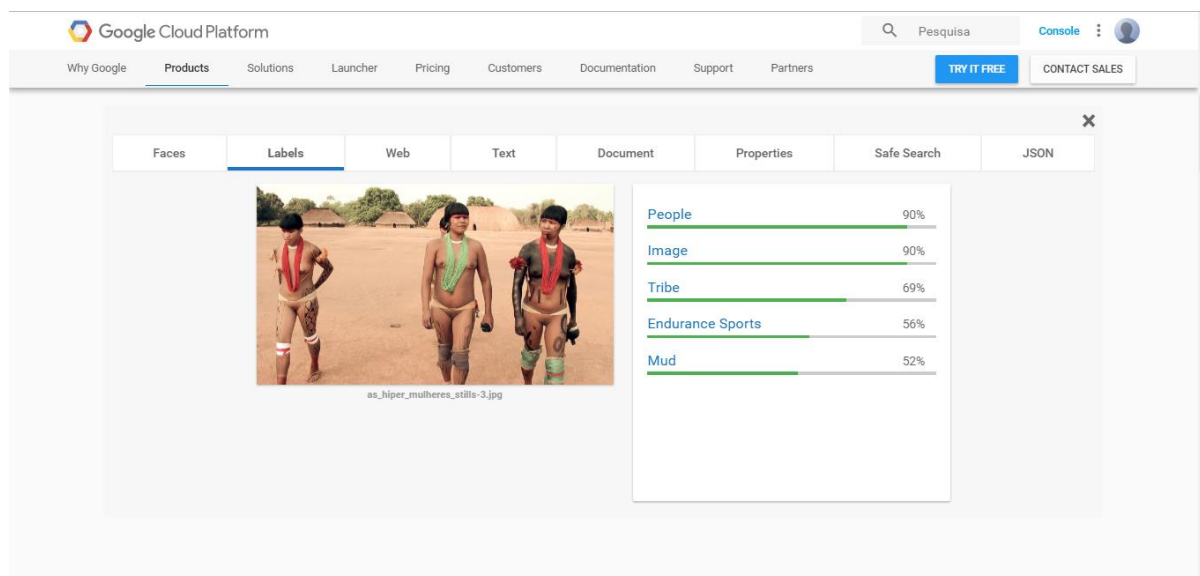 Google Cloud Platform
Pesquisa
Console
Why Google
Products
Solutions
Launcher
Pricing
Customers
Documentation
Support
Partners
TRY IT FREE
CONTACT SALES
Faces
Labels
Web
Text
Document
Properties
Safe Search
JSON
People 90%
Image 90%
Tribe 69%
Endurance Sports 56%
Mud 52%
as_hiper_mulheres_stills-3.jpg